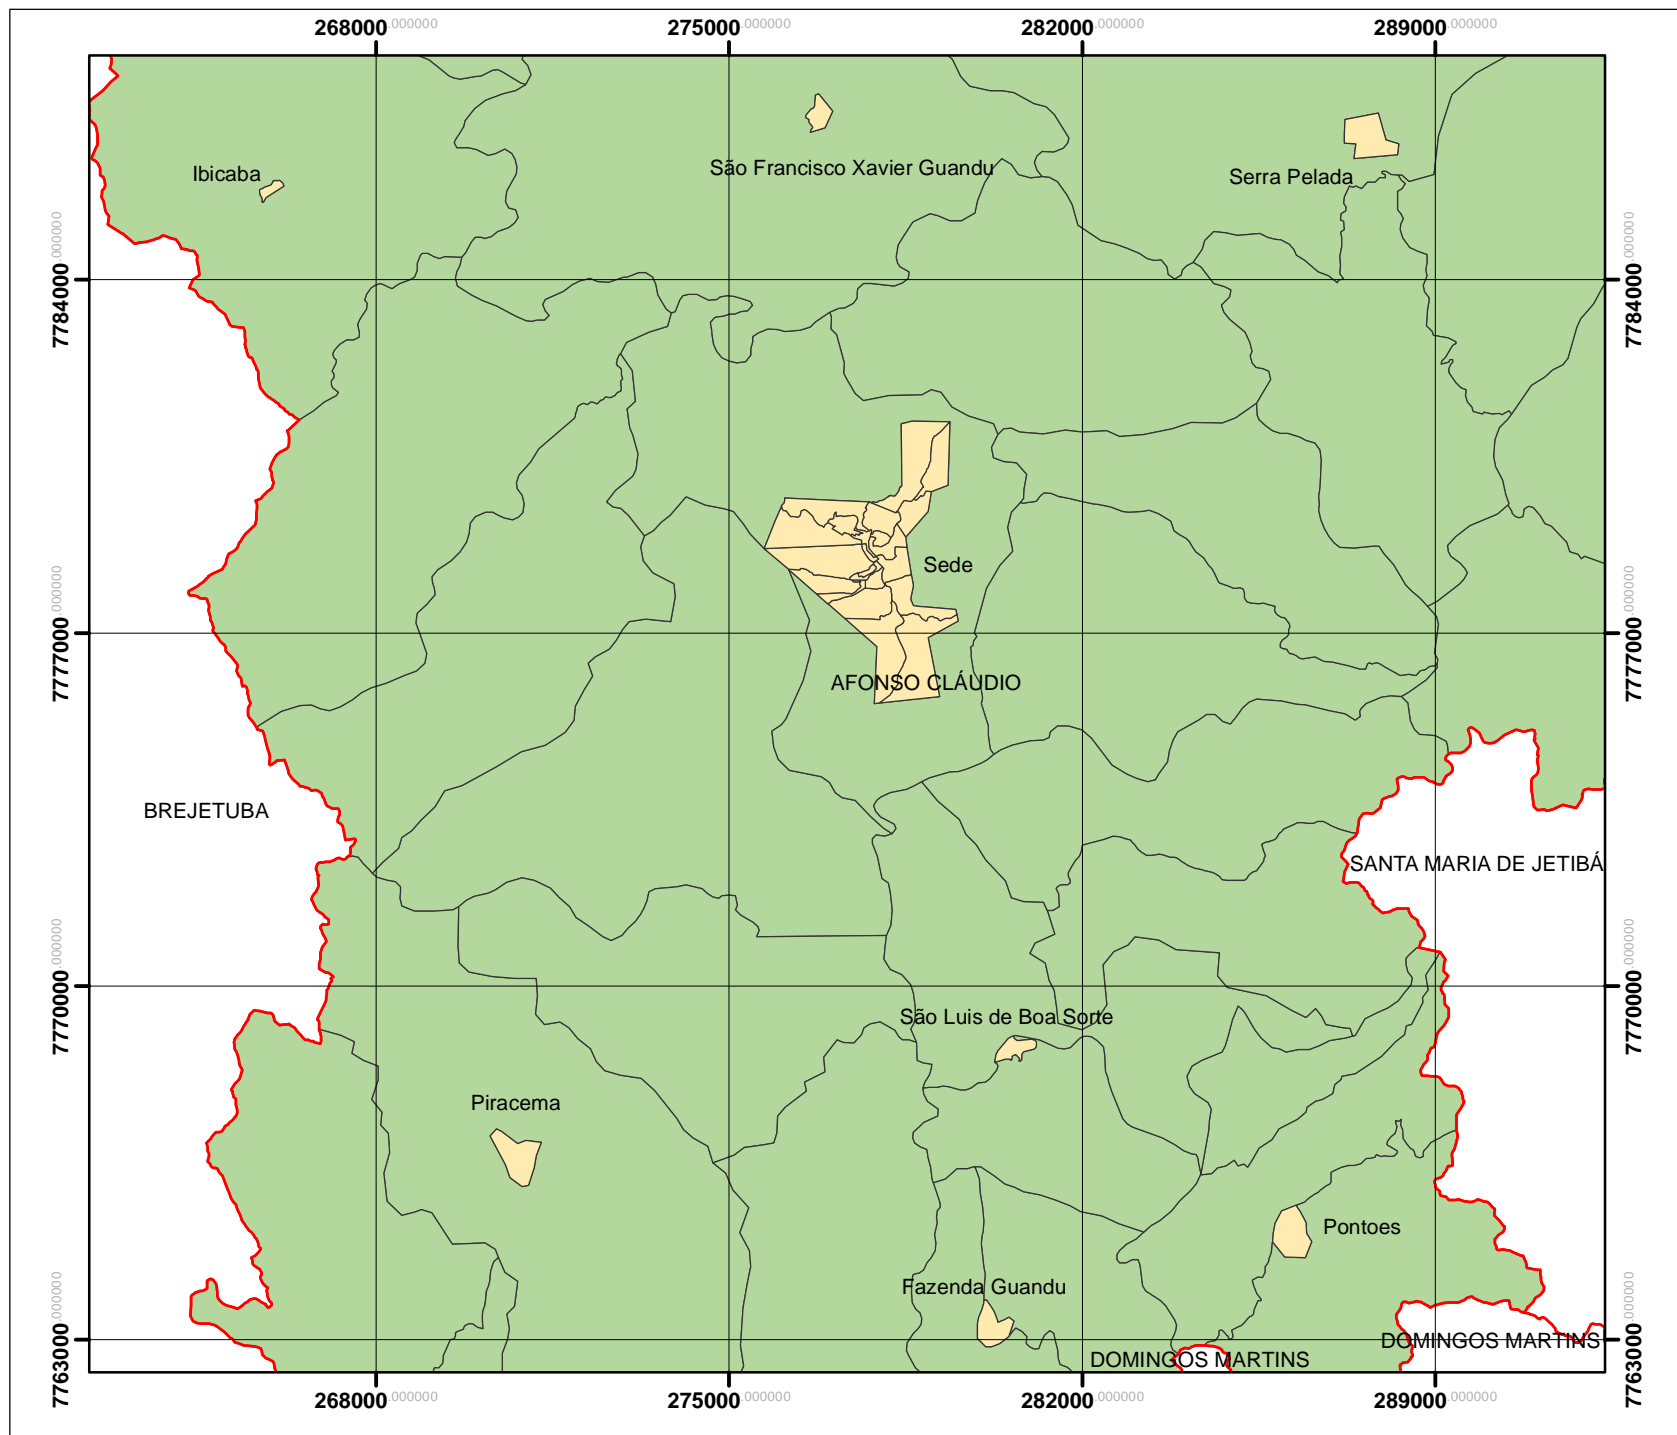 268000.000000 275000.000000 282000.000000 289000.000000
Ibicaba
São Francisco Xavier Guandu
Serra Pelada
7784000.000000
7784000.000000
Sede
7777000.000000
7777000.000000
AFONSO CLÁUDIO
BREJETUBA
SANTA MARIA DE JETIBÁ
7770000.000000
7770000.000000
São Luis de Boa Sorte
Piracema
Pontoes
Fazenda Guandu
7763000.000000
7763000.000000
DOMINGOS MARTINS
DOMINGOS MARTINS
268000.000000 275000.000000 282000.000000 289000.000000